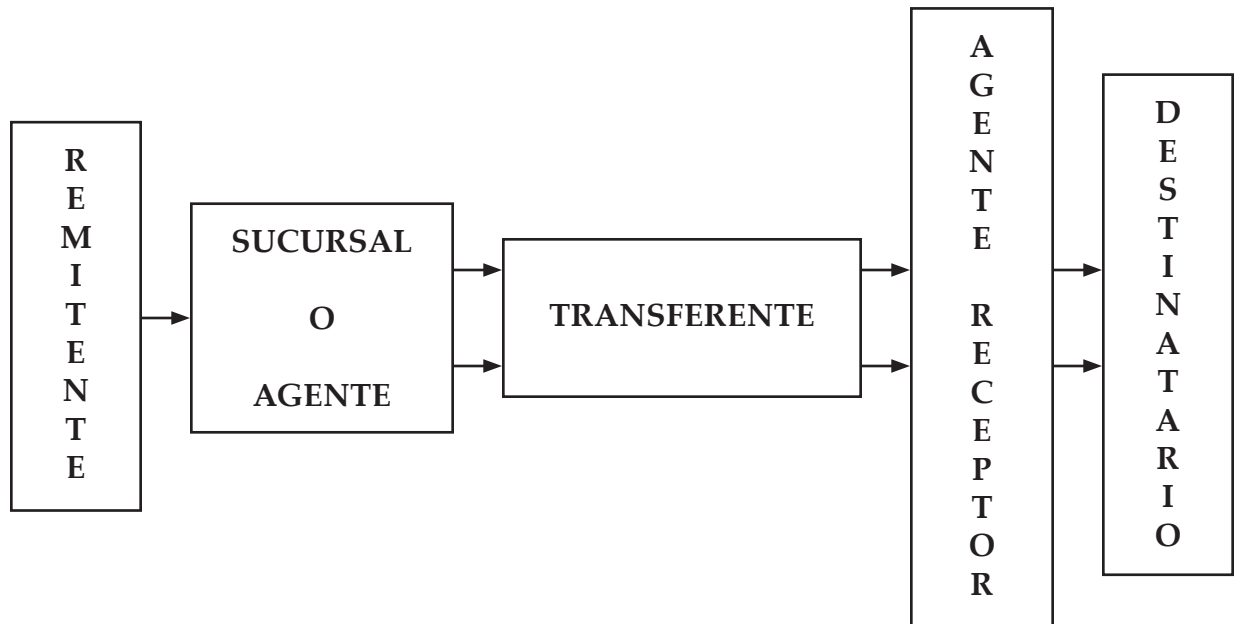 REMITENTE
SUCURSAL
O
AGENTE
TRANSFERENTE
AGENTE RECEPTOR
DESTINATARIO